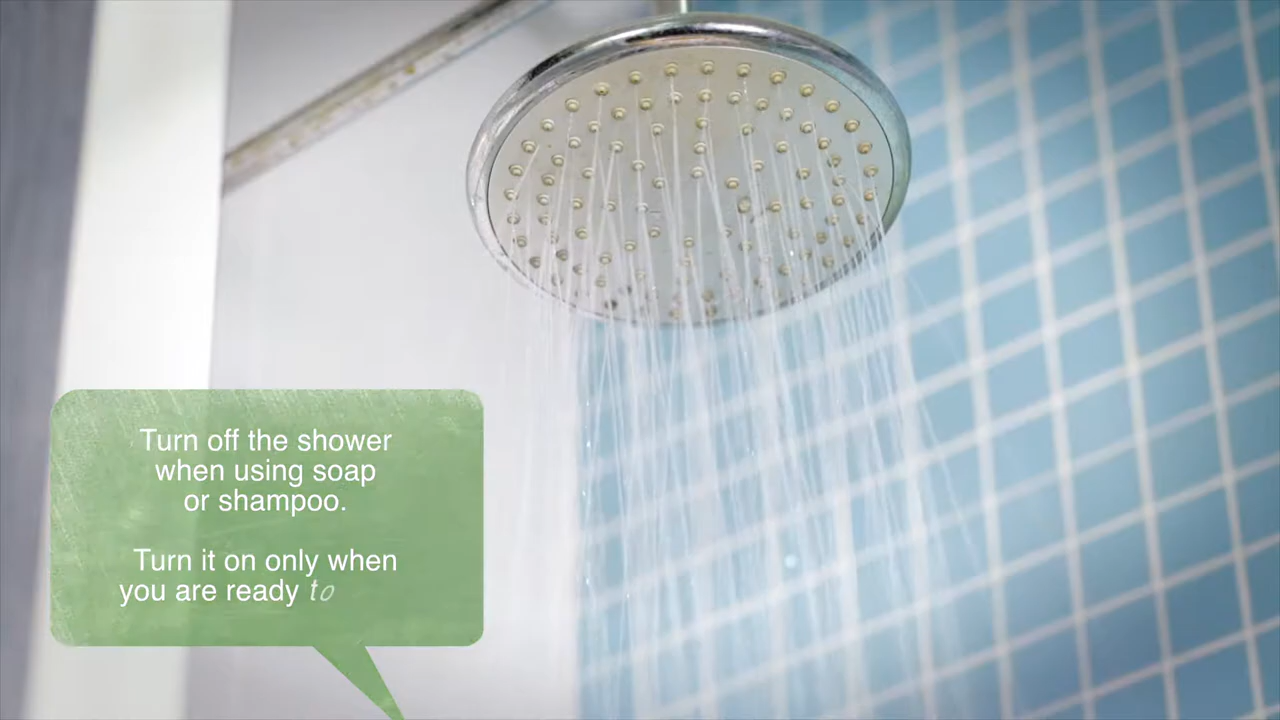 Turn off the shower
when using soap
or shampoo.
Turn it on only when
you are ready to